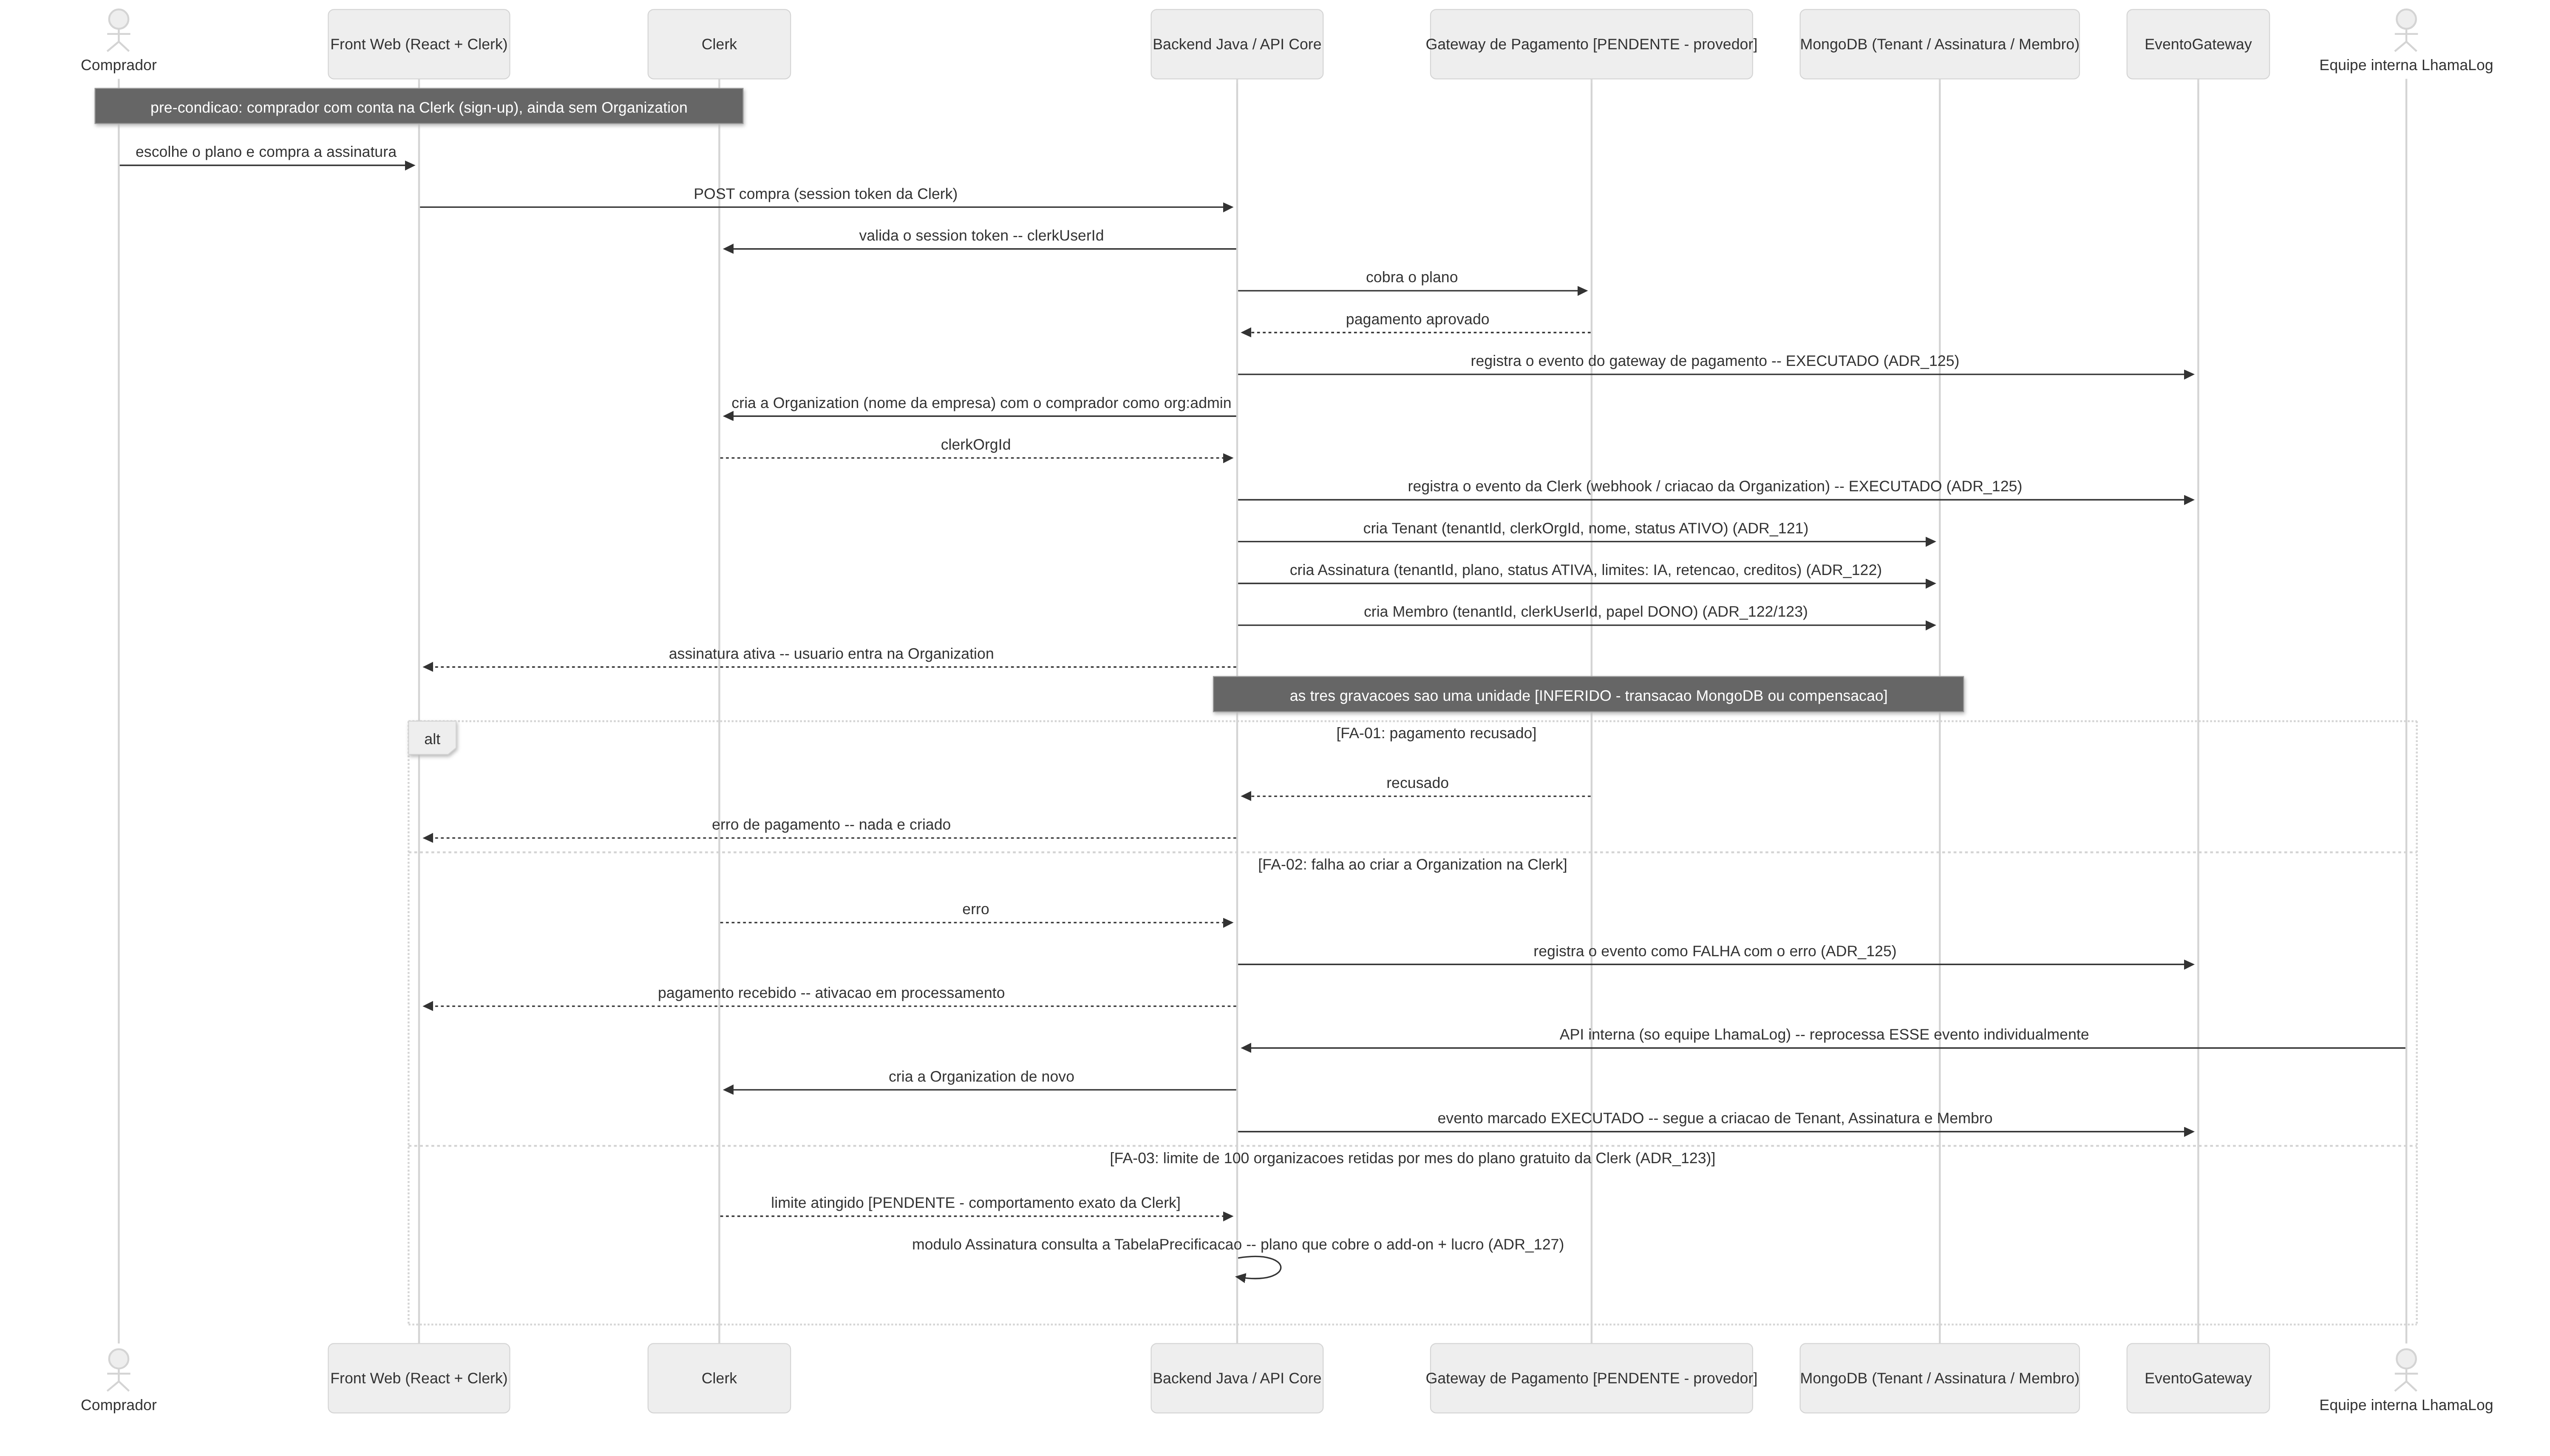 Comprador
Front Web (React + Clerk)
Clerk
Backend Java / API Core
Gateway de Pagamento [PENDENTE - provedor]
MongoDB (Tenant / Assinatura / Membro)
EventoGateway
Equipe interna LhamaLog
pre-condicao: comprador com conta na Clerk (sign-up), ainda sem Organization
escolhe o plano e compra a assinatura
POST compra (session token da Clerk)
valida o session token -- clerkUserId
cobra o plano
pagamento aprovado
registra o evento do gateway de pagamento -- EXECUTADO (ADR_125)
cria a Organization (nome da empresa) com o comprador como org:admin
clerkOrgId
registra o evento da Clerk (webhook / criacao da Organization) -- EXECUTADO (ADR_125)
cria Tenant (tenantId, clerkOrgId, nome, status ATIVO) (ADR_121)
cria Assinatura (tenantId, plano, status ATIVA, limites: IA, retencao, creditos) (ADR_122)
cria Membro (tenantId, clerkUserId, papel DONO) (ADR_122/123)
assinatura ativa -- usuario entra na Organization
as tres gravacoes sao uma unidade [INFERIDO - transacao MongoDB ou compensacao]
alt
[FA-01: pagamento recusado]
recusado
erro de pagamento -- nada e criado
[FA-02: falha ao criar a Organization na Clerk]
erro
registra o evento como FALHA com o erro (ADR_125)
pagamento recebido -- ativacao em processamento
API interna (so equipe LhamaLog) -- reprocessa ESSE evento individualmente
cria a Organization de novo
evento marcado EXECUTADO -- segue a criacao de Tenant, Assinatura e Membro
[FA-03: limite de 100 organizacoes retidas por mes do plano gratuito da Clerk (ADR_123)]
limite atingido [PENDENTE - comportamento exato da Clerk]
modulo Assinatura consulta a TabelaPrecificacao -- plano que cobre o add-on + lucro (ADR_127)
Comprador
Front Web (React + Clerk)
Clerk
Backend Java / API Core
Gateway de Pagamento [PENDENTE - provedor]
MongoDB (Tenant / Assinatura / Membro)
EventoGateway
Equipe interna LhamaLog